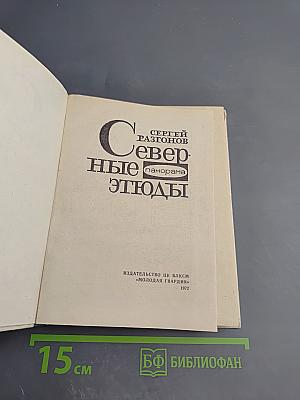 СЕРГЕЙ
РАЗГОНОВ
Север-
ные
панорама
этюды
ИЗДАТЕЛЬСТВО ЦК ВЛКСМ
«МОЛОДАЯ ГВАРДИЯ»
1972
15 см
БФ БИБЛИОФАН